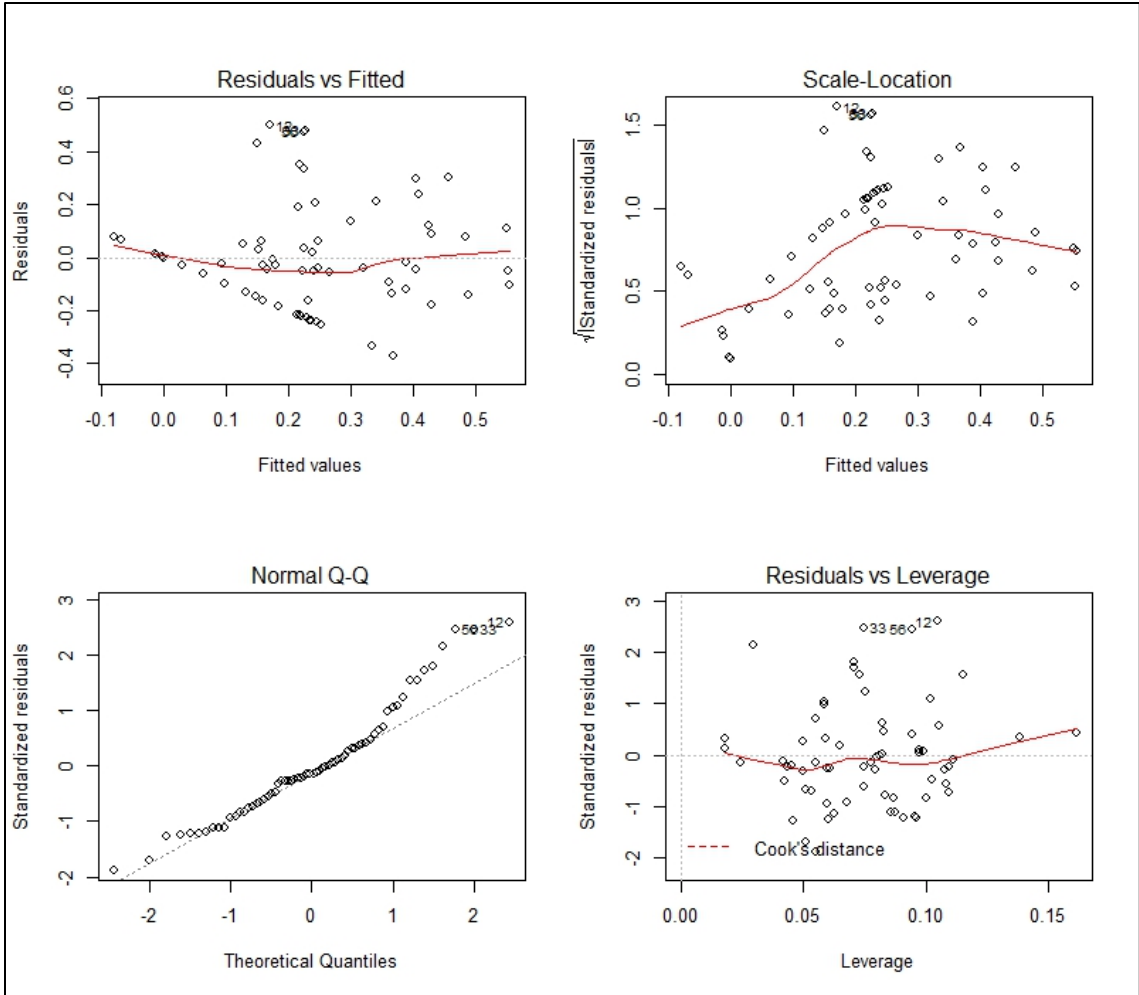 Residuals vs Fitted
Residuals
0.6
0.4
0.2
0.0
-0.2
-0.4
12
56
-0.1 0.0 0.1 0.2 0.3 0.4 0.5
Fitted values
Scale-Location
√|Standardized residuals|
1.5
1.0
0.5
0.0
12
-0.1 0.0 0.1 0.2 0.3 0.4 0.5
Fitted values
Normal Q-Q
Standardized residuals
3
2
1
0
-1
-2
56 33 12
-2 -1 0 1 2
Theoretical Quantiles
Residuals vs Leverage
Standardized residuals
3
2
1
0
-1
-2
33 56 12
Cook's distance
0.00 0.05 0.10 0.15
Leverage